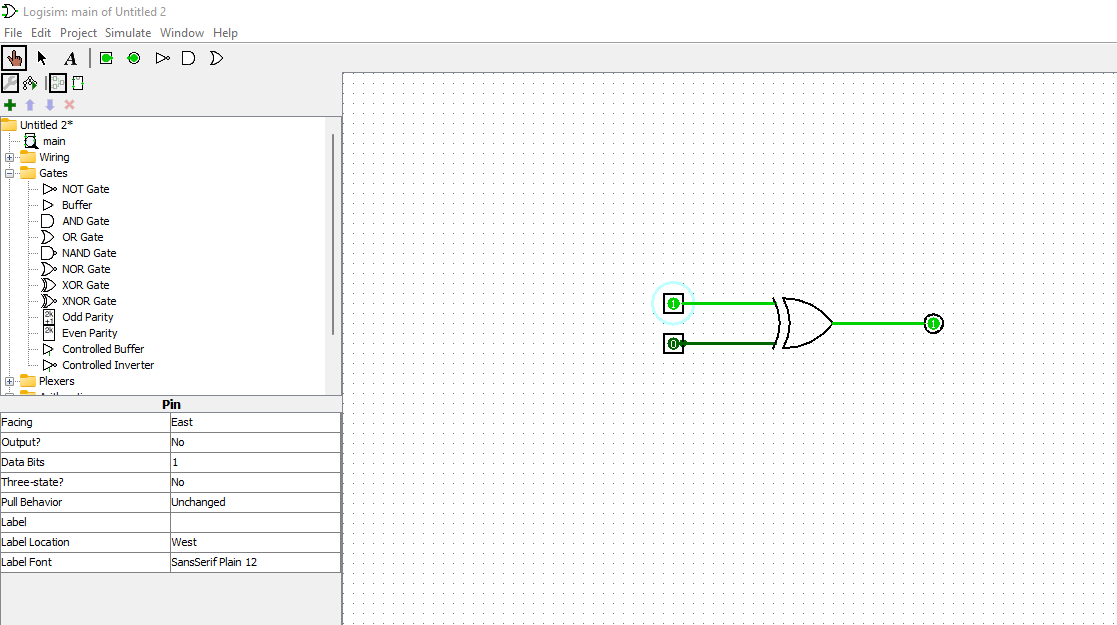 Logisim: main of Untitled 2
File Edit Project Simulate Window Help
A
Untitled 2*
main
Wiring
Gates
NOT Gate
Buffer
AND Gate
OR Gate
NAND Gate
NOR Gate
XOR Gate
XNOR Gate
Odd Parity
Even Parity
Controlled Buffer
Controlled Inverter
Plexers
Pin
Facing East
Output? No
Data Bits 1
Three-state? No
Pull Behavior Unchanged
Label
Label Location West
Label Font SansSerif Plain 12
1
0
1